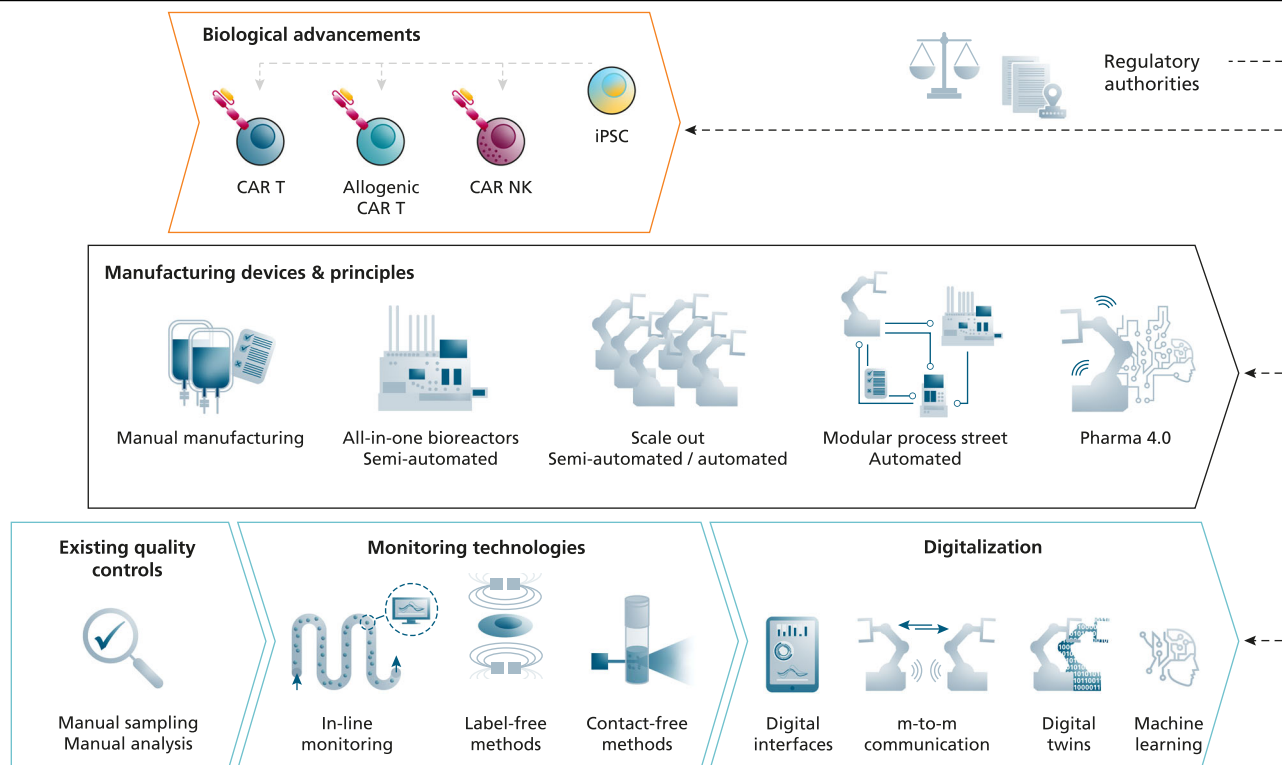 Biological advancements
CAR T
Allogenic
CAR T
CAR NK
iPSC
Regulatory
authorities
Manufacturing devices & principles
Manual manufacturing
All-in-one bioreactors
Semi-automated
Scale out
Semi-automated / automated
Modular process street
Automated
Pharma 4.0
Existing quality
controls
Manual sampling
Manual analysis
Monitoring technologies
In-line
monitoring
Label-free
methods
Contact-free
methods
Digitalization
Digital
interfaces
m-to-m
communication
Digital
twins
Machine
learning